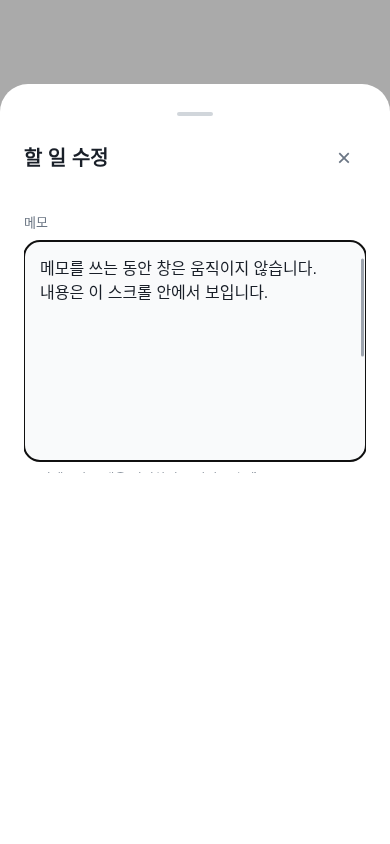 할 일 수정
메모
메모를 쓰는 동안 창은 움직이지 않습니다.
내용은 이 스크롤 안에서 보입니다.